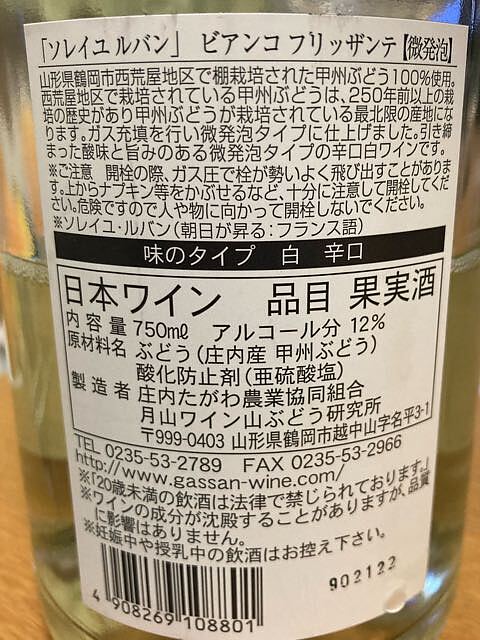 「ソレイユ ルバン」 ビアンコ フリッザンテ【微発泡】
山形県鶴岡市西荒屋地区で棚栽培された甲州ぶどう100%使用。
西荒屋地区で栽培されている甲州ぶどうは、250年前以上の栽
培の歴史があり甲州ぶどうが栽培されている最北限の産地にな
ります。ガス充填を行い微発泡タイプに仕上げました。引き締
まった酸味と旨みのある微発泡タイプの辛口白ワインです。
※ご注意 開栓の際、ガス圧で栓が勢いよく飛び出すことがありま
す。上からナプキン等をかぶせるなど、十分に注意して開栓してくだ
さい。危険ですので人や物に向かって開栓しないでください。
※ソレイユ・ルバン(朝日が昇る:フランス語)
味のタイプ 白 辛口
日本ワイン 品目 果実酒
内容量 750mℓ アルコール分 12%
原材料名 ぶどう(庄内産 甲州ぶどう)
酸化防止剤(亜硫酸塩)
製造者 庄内たがわ農業協同組合
月山ワイン山ぶどう研究所
〒999-0403 山形県鶴岡市越中山字名平3-1
TEL 0235-53-2789 FAX 0235-53-2966
http://www.gassan-wine.com/
※「20歳未満の飲酒は法律で禁じられております。」
※ワインの成分が沈殿することがありますが、品質
に影響はありません。
※妊娠中や授乳中の飲酒はお控え下さい。
4 908269 108801
902122